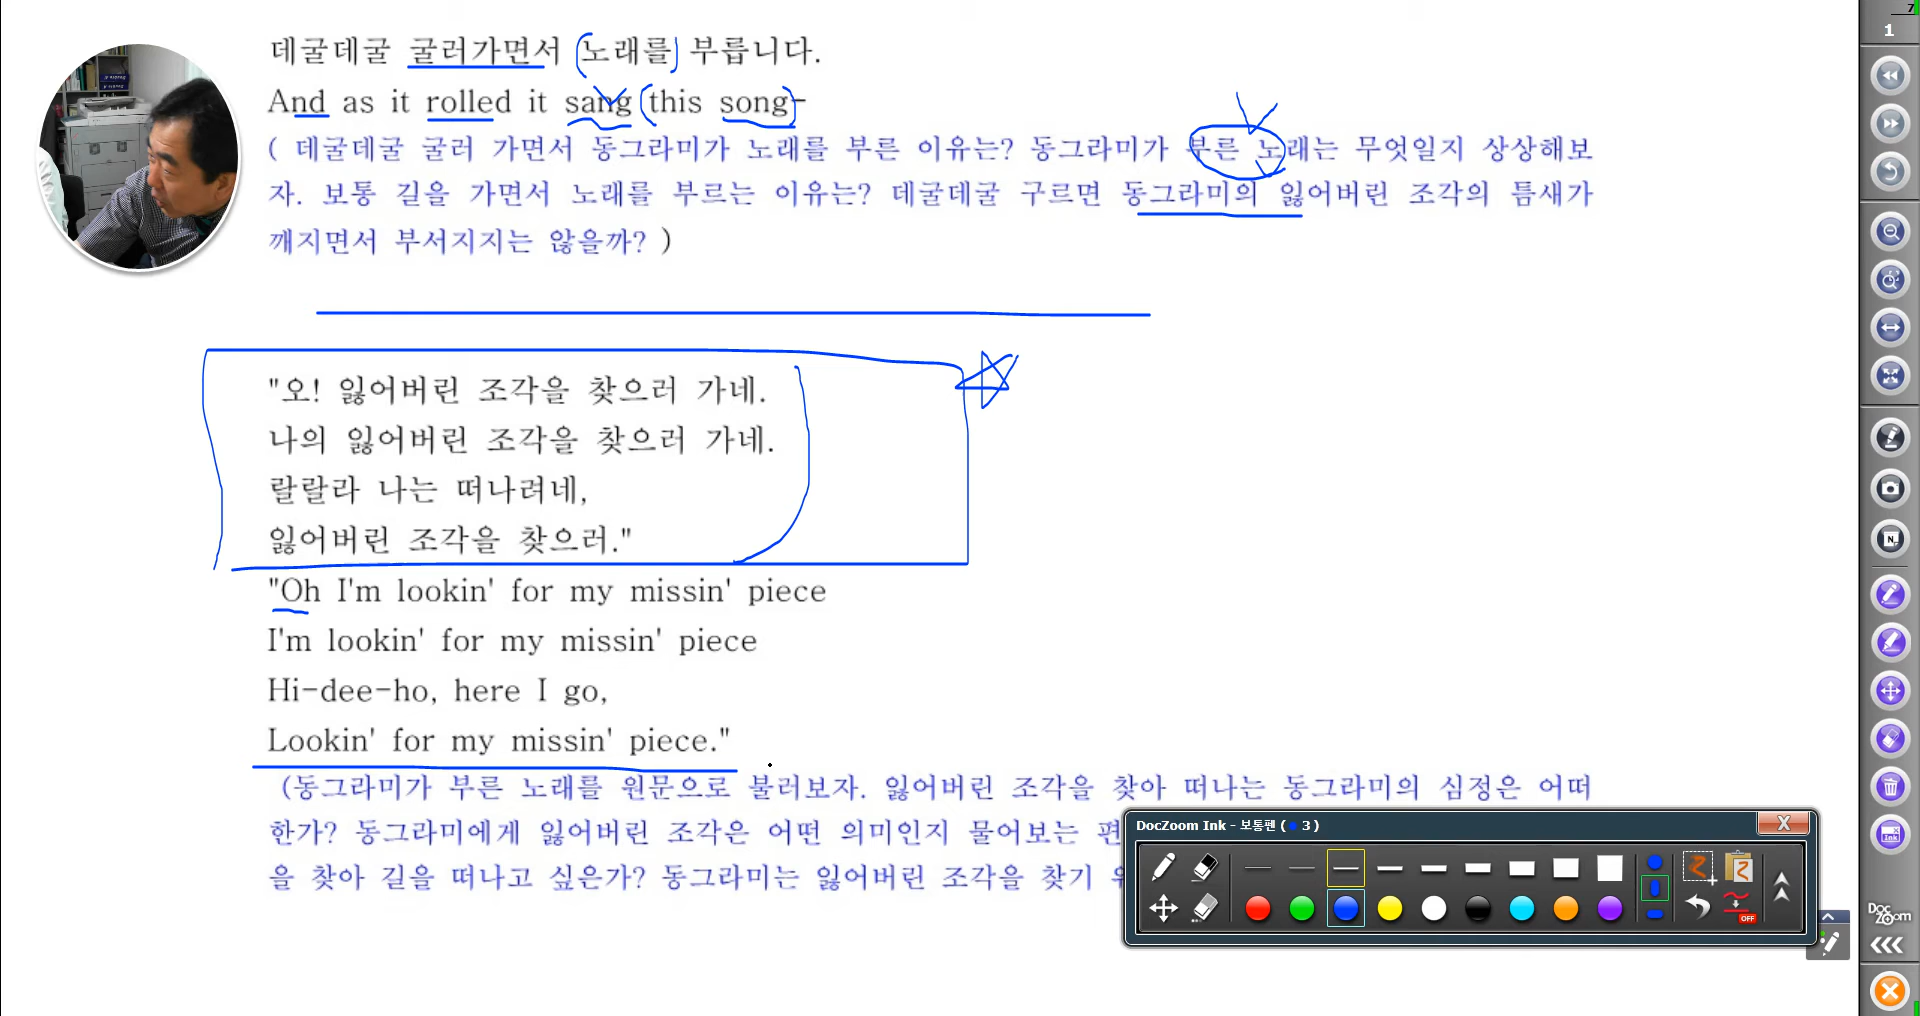 데굴데굴 굴러가면서 (노래를) 부릅니다.
And as it rolled it sang (this song)-
( 데굴데굴 굴러 가면서 동그라미가 노래를 부른 이유는? 동그라미가 부른 노래는 무엇일지 상상해보
자. 보통 길을 가면서 노래를 부르는 이유는? 데굴데굴 구르면 동그라미의 잃어버린 조각의 틈새가
깨지면서 부서지지는 않을까? )
"오! 잃어버린 조각을 찾으러 가네.
나의 잃어버린 조각을 찾으러 가네.
랄랄라 나는 떠나려네,
잃어버린 조각을 찾으러."
"Oh I'm lookin' for my missin' piece
I'm lookin' for my missin' piece
Hi-dee-ho, here I go,
Lookin' for my missin' piece."
(동그라미가 부른 노래를 원문으로 불러보자. 잃어버린 조각을 찾아 떠나는 동그라미의 심정은 어떠
한가? 동그라미에게 잃어버린 조각은 어떤 의미인지 물어보는 편
을 찾아 길을 떠나고 싶은가? 동그라미는 잃어버린 조각을 찾기
DocZoom Ink - 보통펜 ( 3 )
OFF
7
1
N
Ink
Doc Zoom